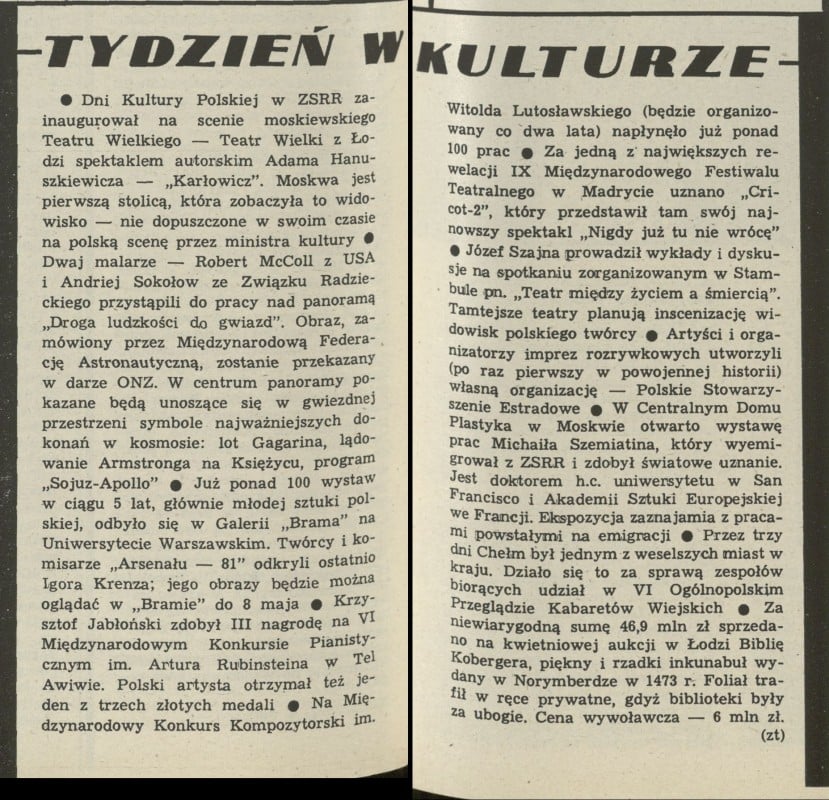 TYDZIEŃ W KULTURZE
● Dni Kultury Polskiej w ZSRR za-
inaugurował na scenie moskiewskiego
Teatru Wielkiego — Teatr Wielki z Ło-
dzi spektaklem autorskim Adama Hanu-
szkiewicza — „Karłowicz”. Moskwa jest
pierwszą stolicą, która zobaczyła to wido-
wisko — nie dopuszczone w swoim czasie
na polską scenę przez ministra kultury ●
Dwaj malarze — Robert McColl z USA
i Andriej Sokołow ze Związku Radzie-
ckiego przystąpili do pracy nad panoramą
„Droga ludzkości do gwiazd”. Obraz, za-
mówiony przez Międzynarodową Federa-
cję Astronautyczną, zostanie przekazany
w darze ONZ. W centrum panoramy po-
kazane będą unoszące się w gwiezdnej
przestrzeni symbole najważniejszych do-
konań w kosmosie: lot Gagarina, lądo-
wanie Armstronga na Księżycu, program
„Sojuz-Apollo” ● Już ponad 100 wystaw
w ciągu 5 lat, głównie młodej sztuki pol-
skiej, odbyło się w Galerii „Brama” na
Uniwersytecie Warszawskim. Twórcy i ko-
misarze „Arsenału — 81” odkryli ostatnio
Igora Krenza; jego obrazy będzie można
oglądać w „Bramie” do 8 maja ● Krzy-
sztof Jabłoński zdobył III nagrodę na VI
Międzynarodowym Konkursie Pianisty-
cznym im. Artura Rubinsteina w Tel
Awiwie. Polski artysta otrzymał też je-
den z trzech złotych medali ● Na Mię-
dzynarodowy Konkurs Kompozytorski im.
Witolda Lutosławskiego (będzie organizo-
wany co dwa lata) napłynęło już ponad
100 prac ● Za jedną z największych re-
welacji IX Międzynarodowego Festiwalu
Teatralnego w Madrycie uznano „Cri-
cot-2”, który przedstawił tam swój naj-
nowszy spektakl „Nigdy już tu nie wrócę”
● Józef Szajna prowadził wykłady i dysku-
sje na spotkaniu zorganizowanym w Stam-
bule pn. „Teatr między życiem a śmiercią”.
Tamtejsze teatry planują inscenizację wi-
dowisk polskiego twórcy ● Artyści i orga-
nizatorzy imprez rozrywkowych utworzyli
(po raz pierwszy w powojennej historii)
własną organizację — Polskie Stowarzy-
szenie Estradowe ● W Centralnym Domu
Plastyka w Moskwie otwarto wystawę
prac Michaiła Szemiatina, który wyemi-
grował z ZSRR i zdobył światowe uznanie.
Jest doktorem h.c. uniwersytetu w San
Francisco i Akademii Sztuki Europejskiej
we Francji. Ekspozycja zaznajamia z praca-
mi powstałymi na emigracji ● Przez trzy
dni Chełm był jednym z weselszych miast w
kraju. Działo się to za sprawą zespołów
biorących udział w VI Ogólnopolskim
Przeglądzie Kabaretów Wiejskich ● Za
niewiarygodną sumę 46,9 mln zł sprzeda-
no na kwietniowej aukcji w Łodzi Biblię
Kobergera, piękny i rzadki inkunabuł wy-
dany w Norymberdze w 1473 r. Foliał tra-
fił w ręce prywatne, gdyż biblioteki były
za ubogie. Cena wywoławcza — 6 mln zł.
(zt)